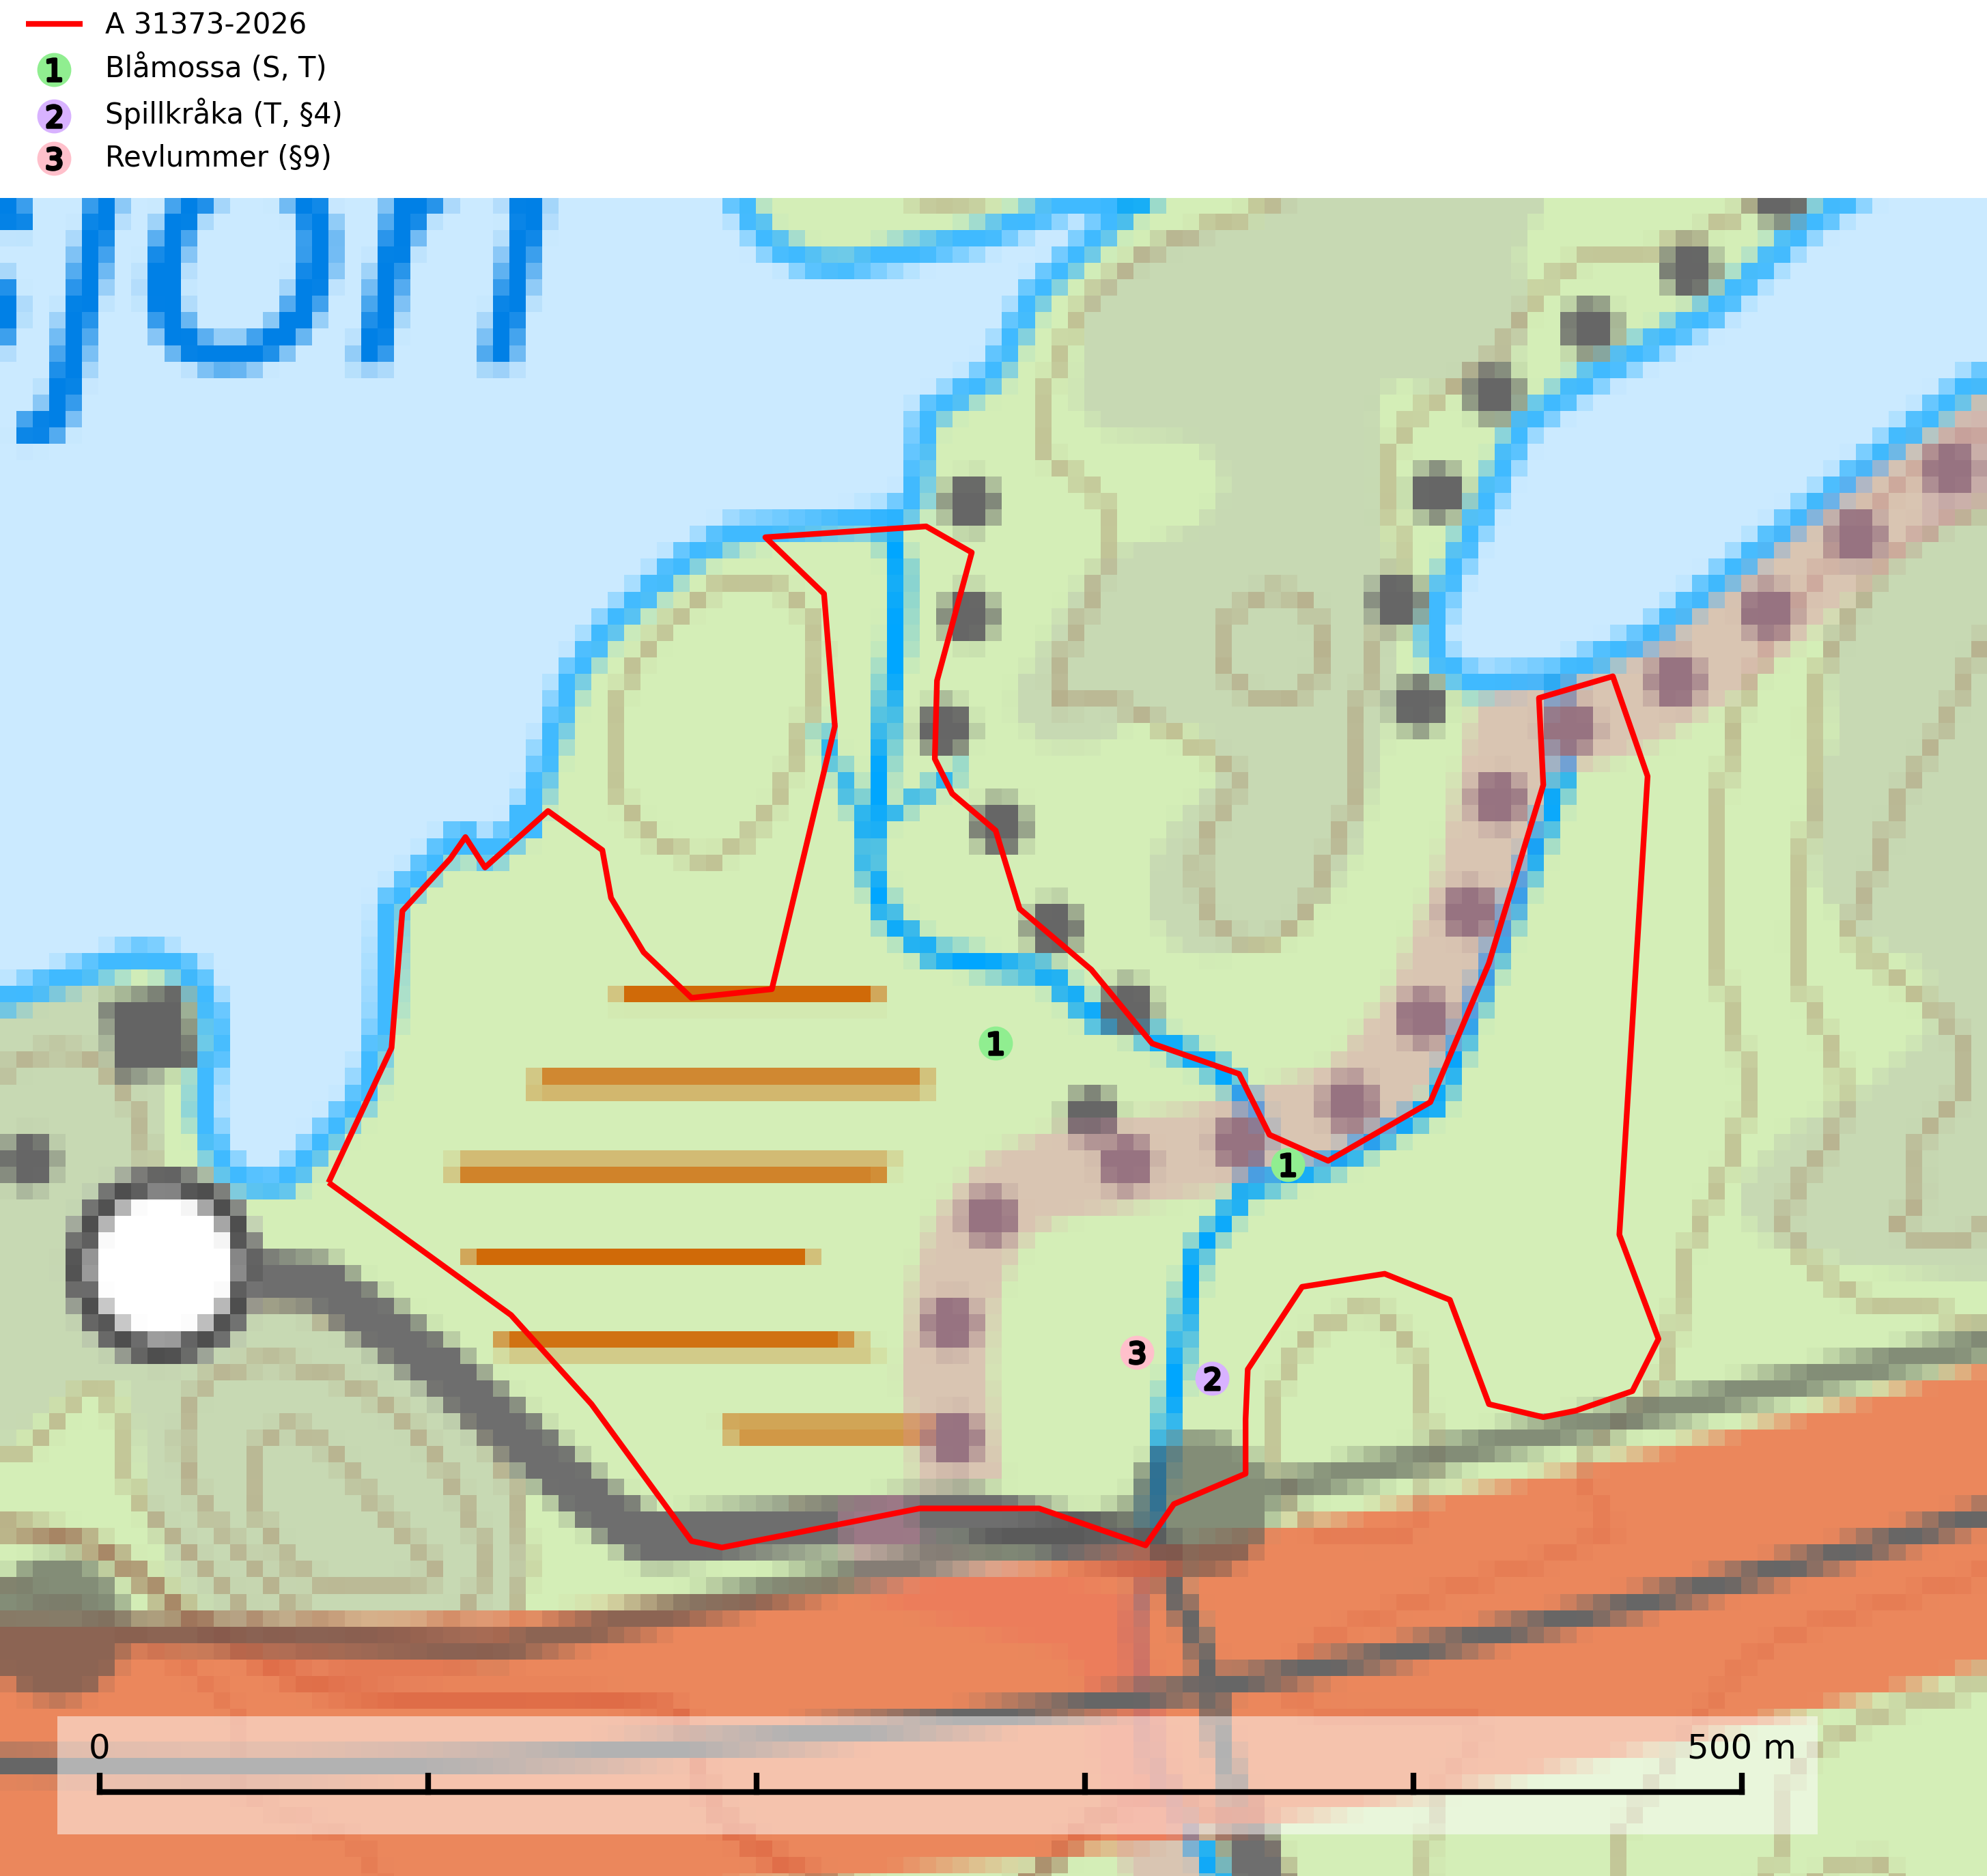 A 31373-2026
1 Blåmossa (S, T)
2 Spillkråka (T, §4)
3 Revlummer (§9)
1
1
3
2
0 500 m